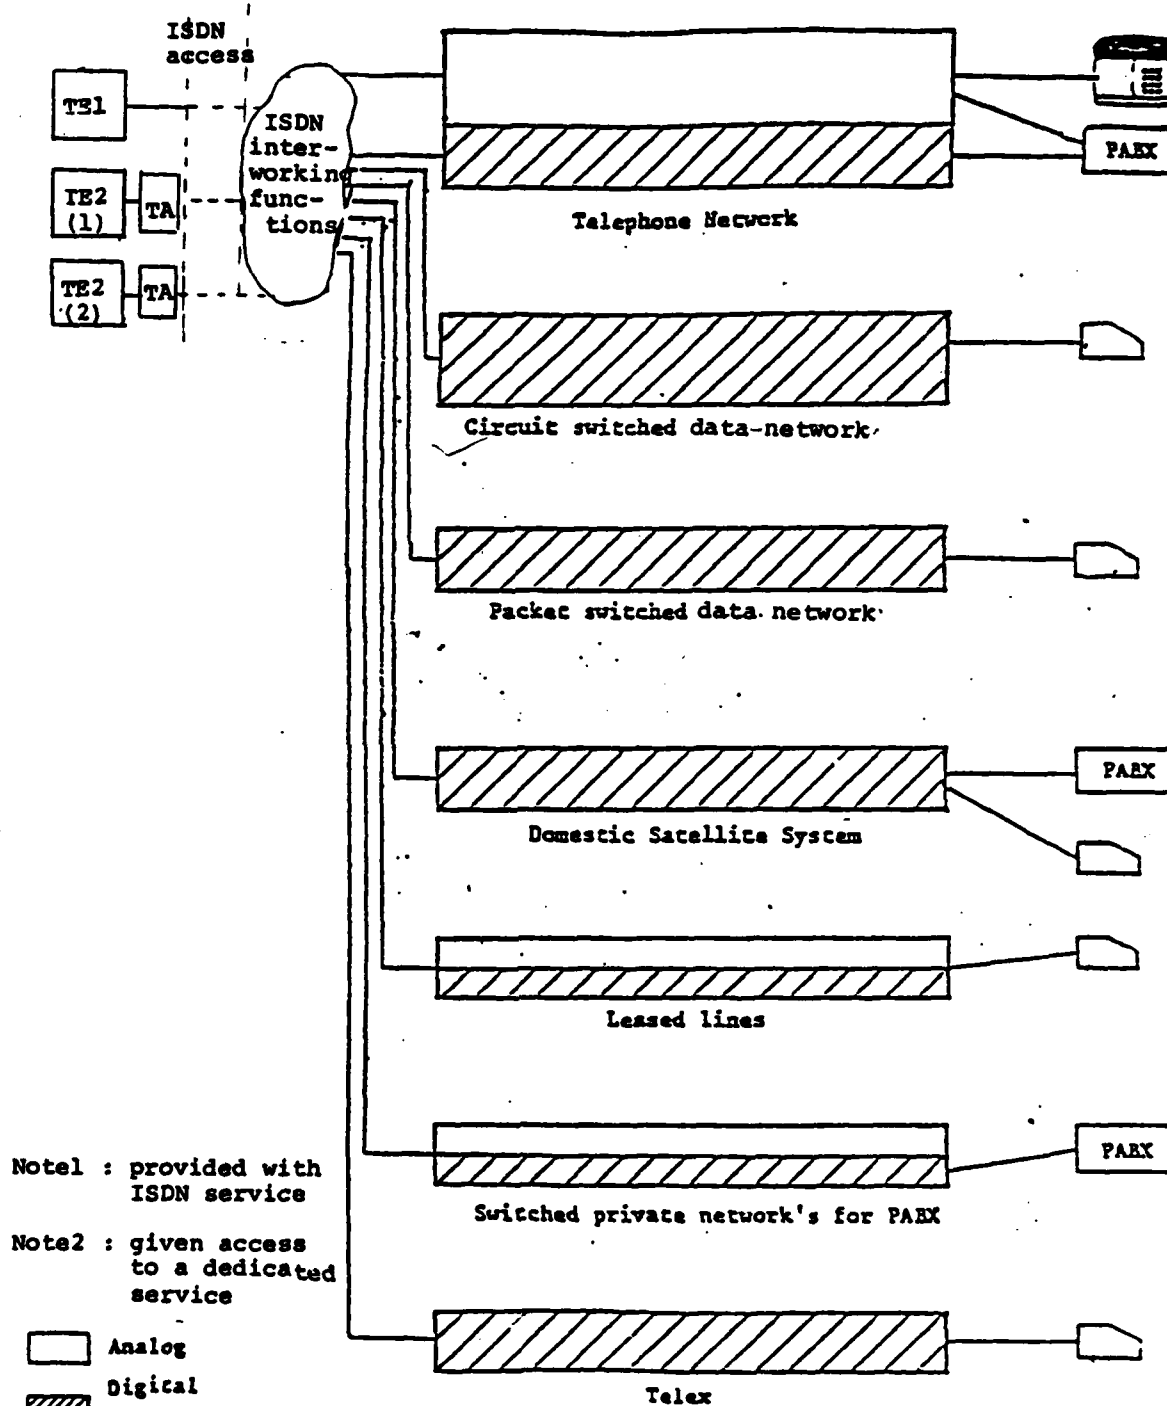 ISDN
access
TE1
TE2
(1)
TA
TE2
(2)
TA
ISDN
inter-
working
func-
tions
PABX
Telephone Network
Circuit switched data-network
Packet switched data network
PABX
Domestic Satellite System
Leased lines
PABX
Switched private network's for PABX
Telex
Note1 : provided with
ISDN service
Note2 : given access
to a dedicated
service
Analog
Digital